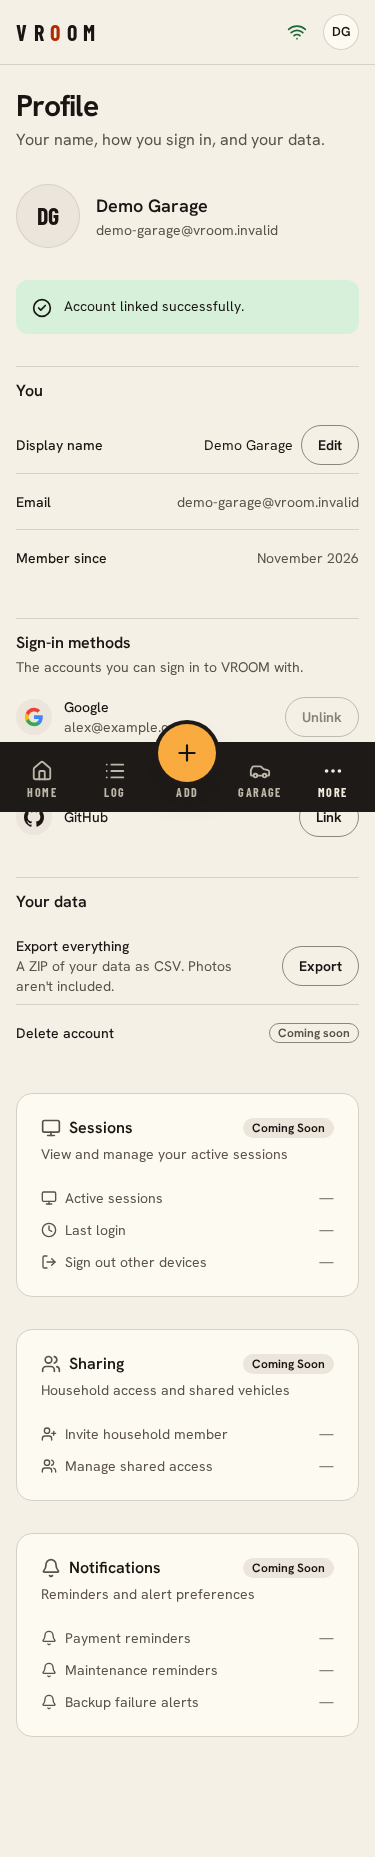 VROOM
DG
Profile
Your name, how you sign in, and your data.
DG
Demo Garage
demo-garage@vroom.invalid
Account linked successfully.
You
Display name
Demo Garage
Edit
Email
demo-garage@vroom.invalid
Member since
November 2026
Sign-in methods
The accounts you can sign in to VROOM with.
Google
Unlink
HOME
LOG
ADD
GARAGE
MORE
GitHub
Link
Your data
Export everything
A ZIP of your data as CSV. Photos
aren't included.
Export
Delete account
Coming soon
Sessions
Coming Soon
View and manage your active sessions
Active sessions
—
Last login
—
Sign out other devices
—
Sharing
Coming Soon
Household access and shared vehicles
Invite household member
—
Manage shared access
—
Notifications
Coming Soon
Reminders and alert preferences
Payment reminders
—
Maintenance reminders
—
Backup failure alerts
—